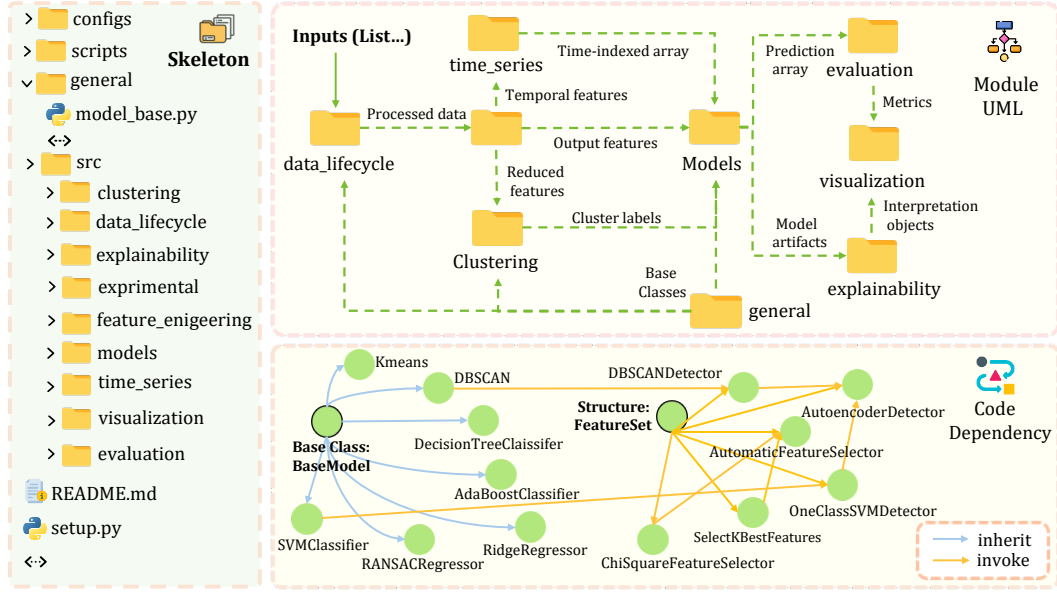 configs
scripts
general
model_base.py
src
clustering
data_lifecycle
explainability
exprimental
feature_enigeering
models
time_series
visualization
evaluation
README.md
setup.py
Skeleton
Inputs (List...)
time_series
Time-indexed array
Prediction
array
evaluation
Module
UML
Temporal features
Processed data
Metrics
data_lifecycle
Output features
Models
visualization
Reduced
features
Cluster labels
Interpretation
objects
Model
artifacts
Clustering
Base
Classes
general
explainability
Kmeans
DBSCAN
DBSCANDetector
Code
Dependency
Structure:
FeatureSet
AutoencoderDetector
Base Class:
BaseModel
DecisionTreeClaissifer
AutomaticFeatureSelector
AdaBoostClassifier
OneClassSVMDetector
SVMClassifier
RANSACRegressor
RidgeRegressor
SelectKBestFeatures
ChiSquareFeatureSelector
inherit
invoke